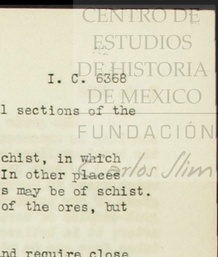 CENTRO DE
ESTUDIOS
DE HISTORIA
DE MEXICO
FUNDACIÓN
Carlos Slim
I. C. 6368
l sections of the
chist, in which
In other places
s may be of schist.
of the ores, but
nd require close